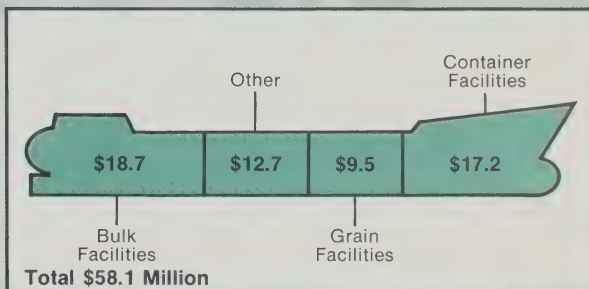 Other
Container
Facilities
$18.7
$12.7
$9.5
$17.2
Bulk
Facilities
Grain
Facilities
Total $58.1 Million